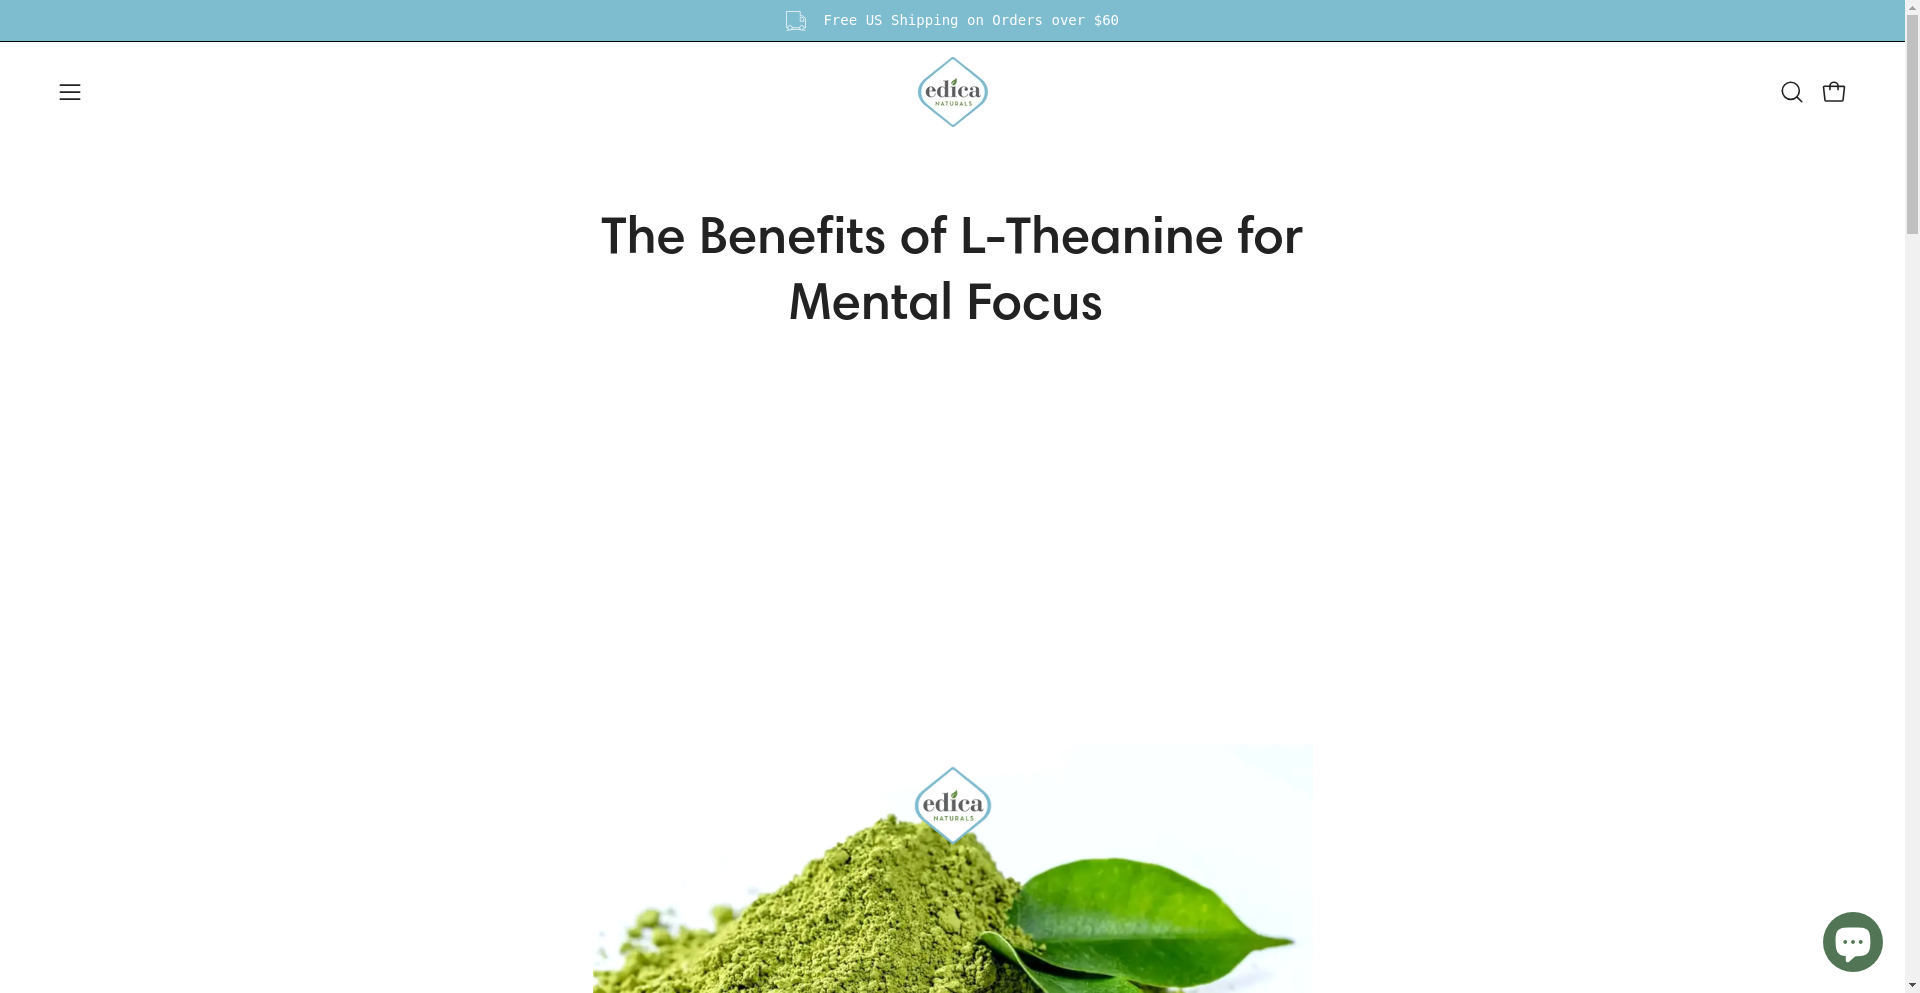 Free US Shipping on Orders over $60
edica
NATURALS
The Benefits of L-Theanine for
Mental Focus
edica
NATURALS